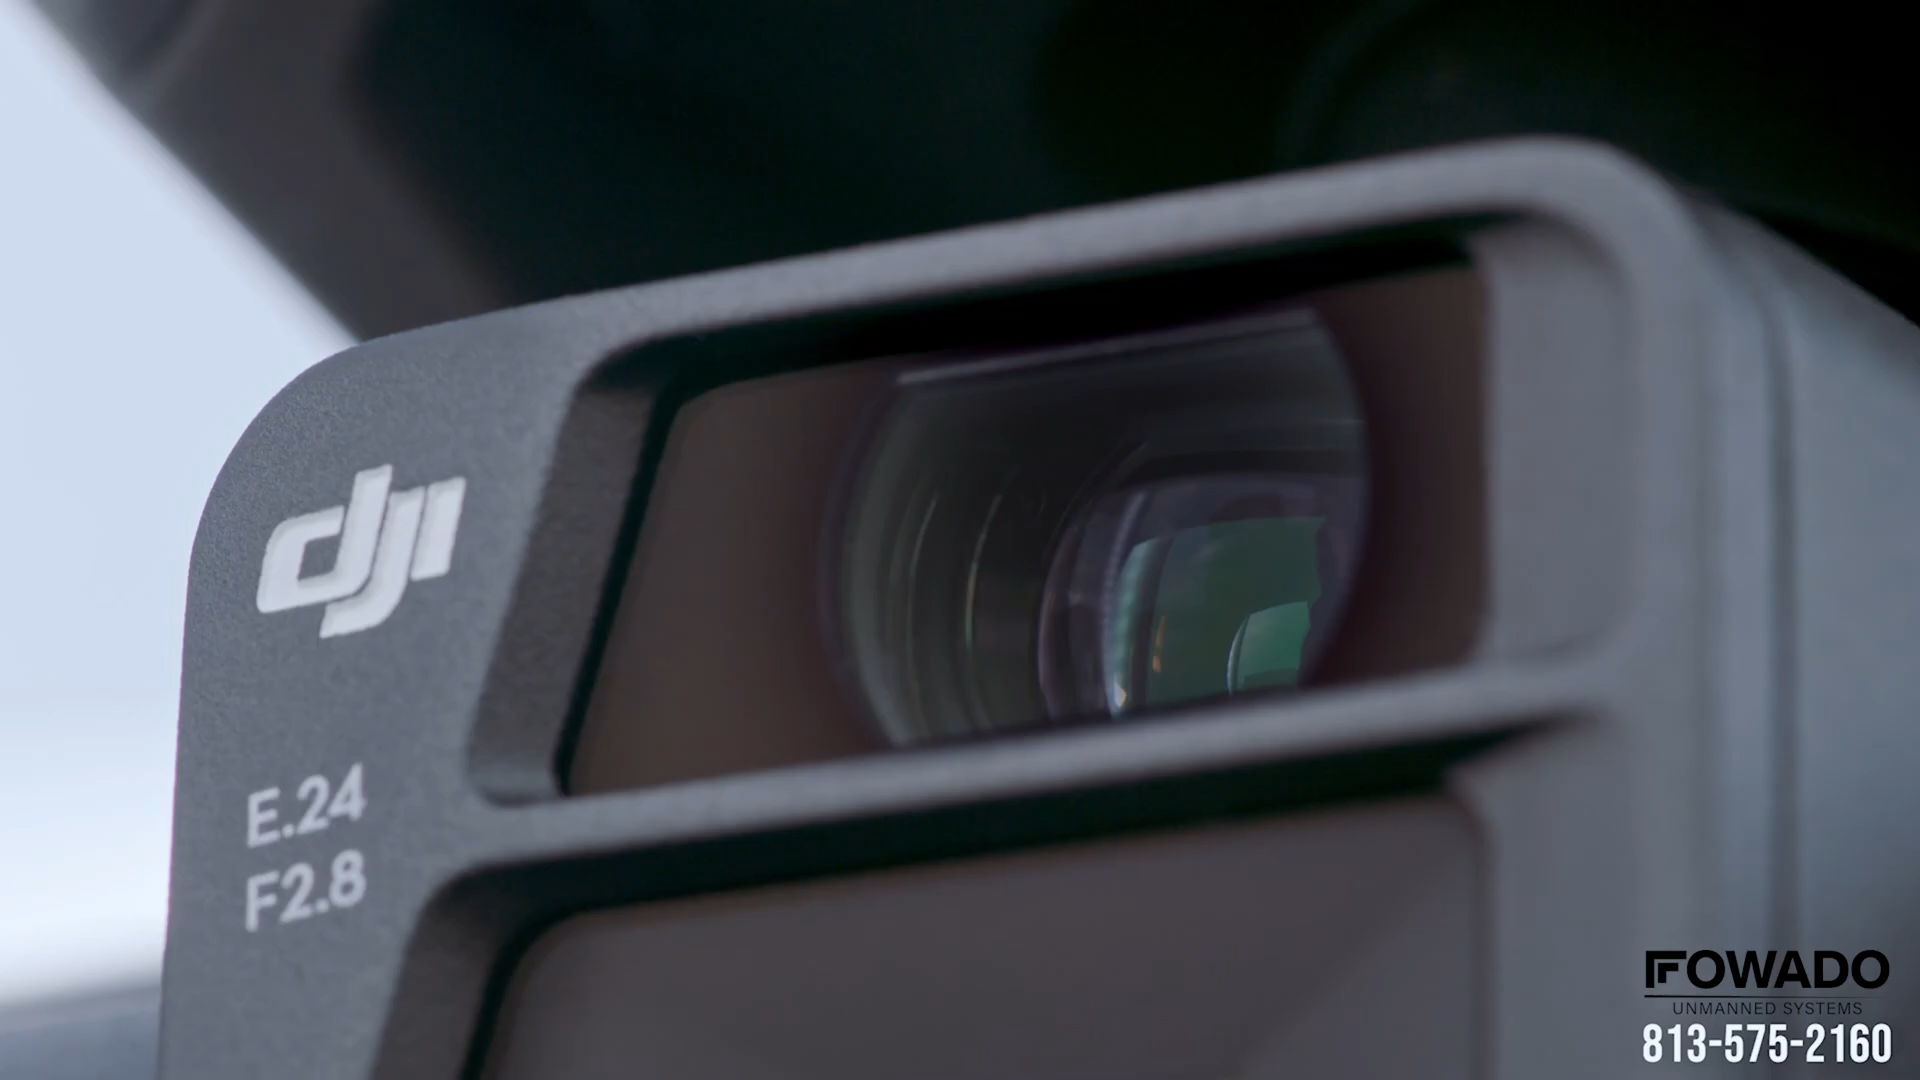 dji
E.24
F2.8
FOWADO
UNMANNED SYSTEMS
813-575-2160